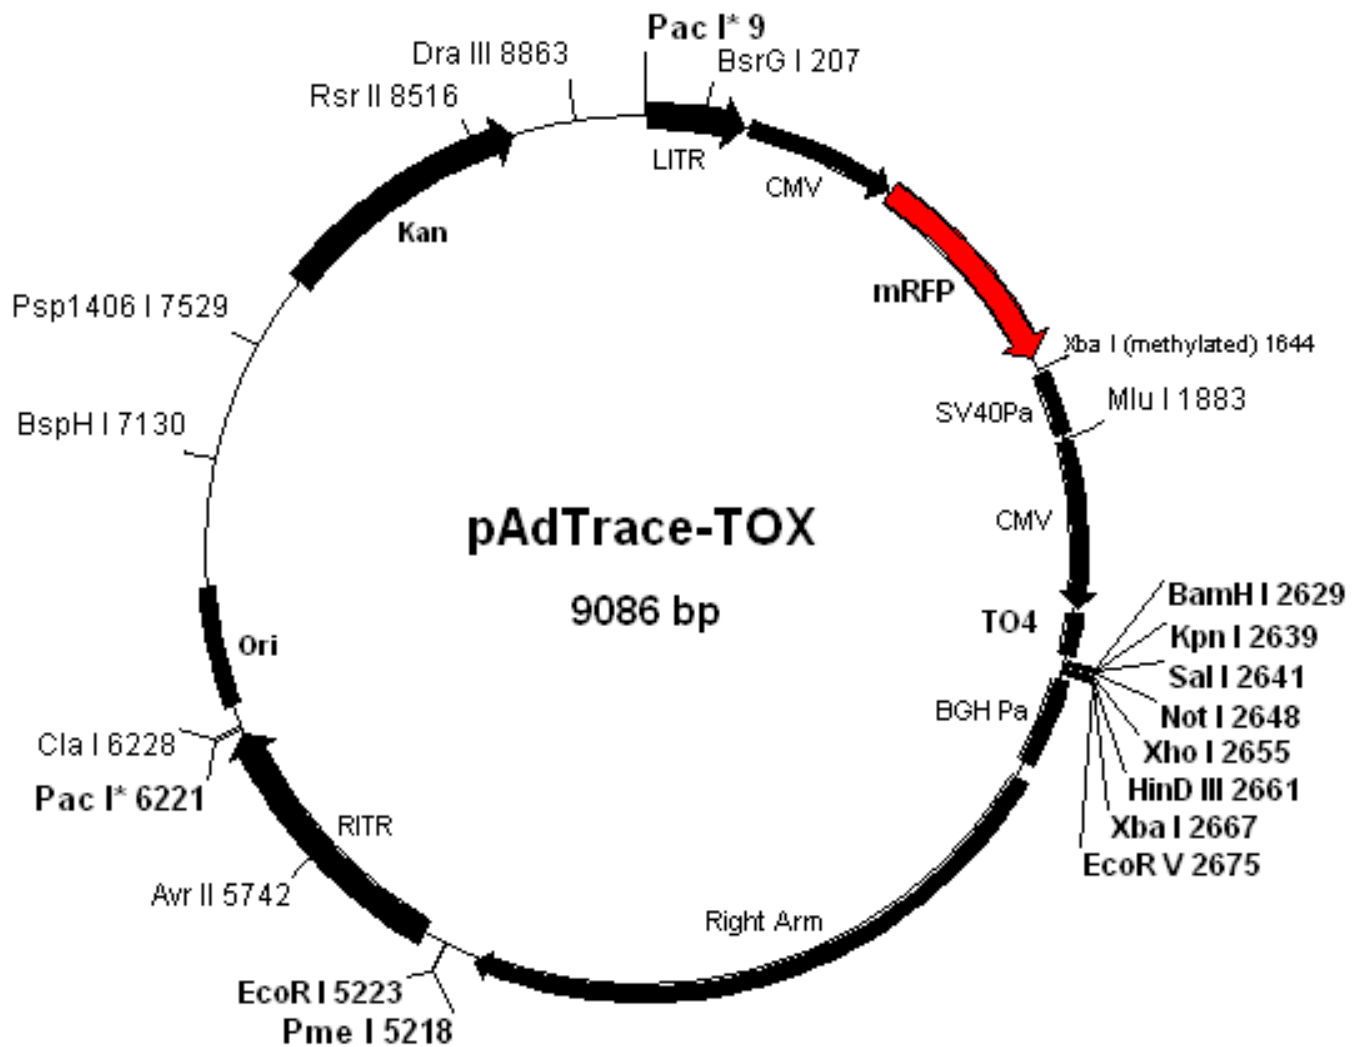 Pac I* 9
Dra III 8863
BsrG I 207
Rsr II 8516
LITR
CMV
Kan
mRFP
Psp1406 I 7529
Xba I (methylated) 1644
Mlu I 1883
SV40Pa
BspH I 7130
pAdTrace-TOX
CMV
9086 bp
BamH I 2629
TO4
Kpn I 2639
Ori
Sal I 2641
BGH Pa
Not I 2648
Cla I 6228
Xho I 2655
Pac I* 6221
HinD III 2661
RITR
Xba I 2667
EcoR V 2675
Avr II 5742
Right Arm
EcoR I 5223
Pme I 5218